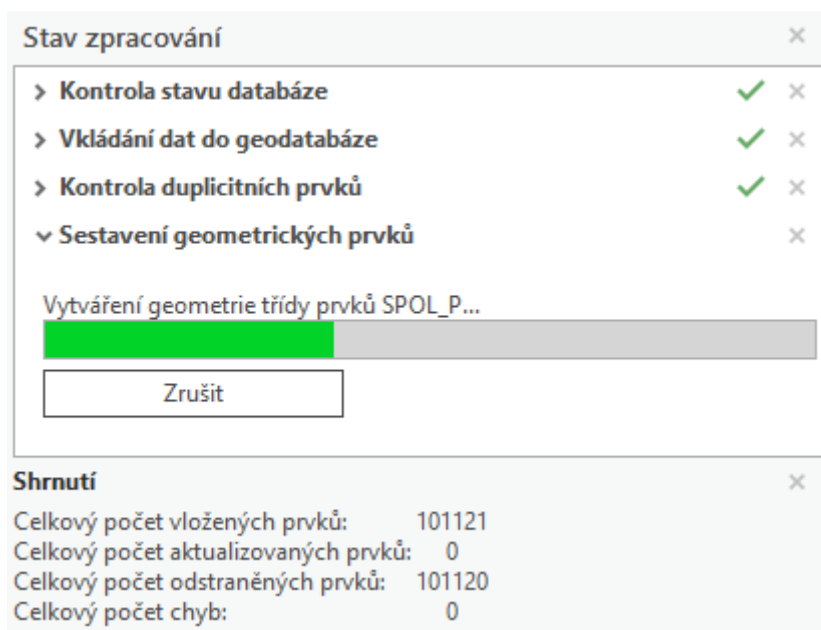 Stav zpracování
Kontrola stavu databáze
Vkládání dat do geodatabáze
Kontrola duplicitních prvků
Sestavení geometrických prvků
Vytváření geometrie třídy prvků SPOL_P...
Zrušit
Shrnutí
Celkový počet vložených prvků: 101121
Celkový počet aktualizovaných prvků: 0
Celkový počet odstraněných prvků: 101120
Celkový počet chyb: 0